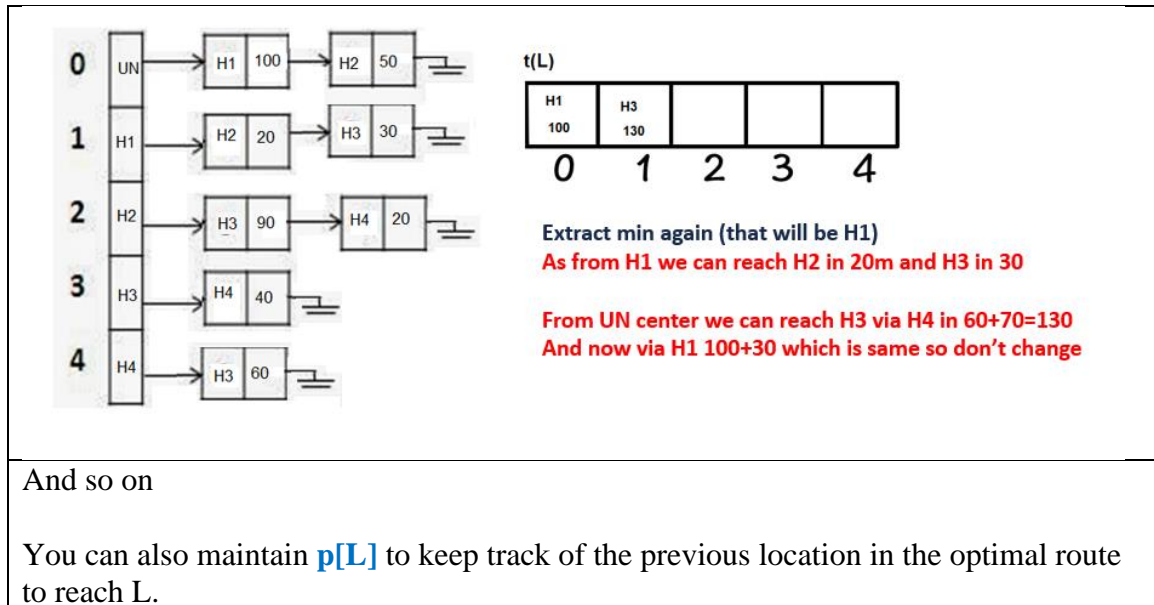 0 UN H1 100 H2 50
1 H1 H2 20 H3 30
2 H2 H3 90 H4 20
3 H3 H4 40
4 H4 H3 60
t(L)
H1 H3
100 130
0 1 2 3 4
Extract min again (that will be H1)
As from H1 we can reach H2 in 20m and H3 in 30
From UN center we can reach H3 via H4 in 60+70=130
And now via H1 100+30 which is same so don't change
And so on
You can also maintain p[L] to keep track of the previous location in the optimal route
to reach L.